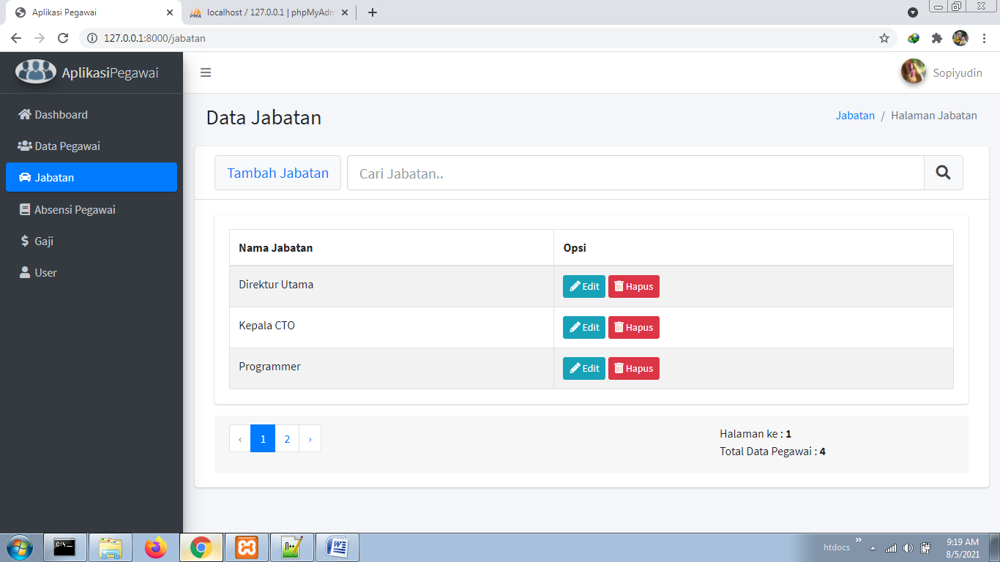 Aplikasi Pegawai
localhost / 127.0.0.1 | phpMyAdm
127.0.0.1:8000/jabatan
AplikasiPegawai
Sopiyudin
Dashboard
Data Pegawai
Jabatan
Absensi Pegawai
Gaji
User
Data Jabatan
Jabatan / Halaman Jabatan
Tambah Jabatan
Cari Jabatan..
Nama Jabatan Opsi
Direktur Utama Edit Hapus
Kepala CTO Edit Hapus
Programmer Edit Hapus
‹ 1 2 ›
Halaman ke : 1
Total Data Pegawai : 4
htdocs
9:19 AM
8/5/2021